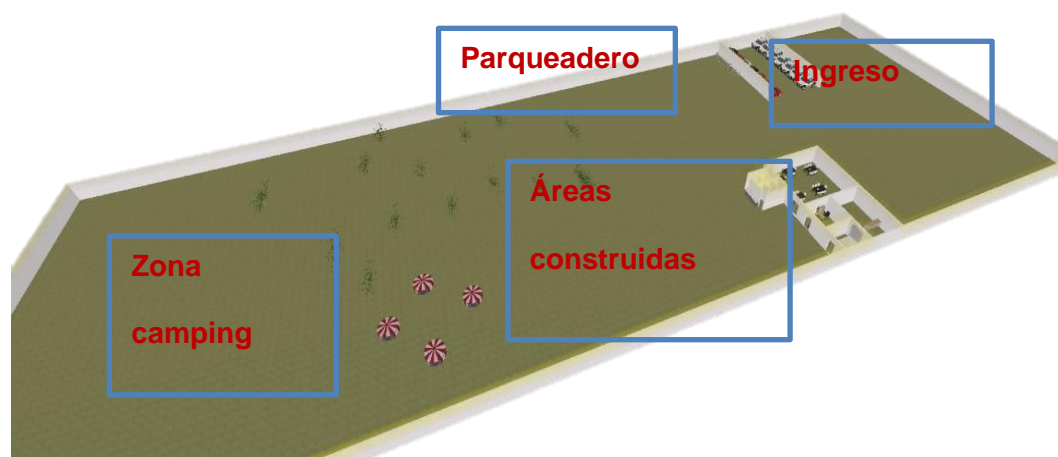 Parqueadero
Ingreso
Áreas
construidas
Zona
camping